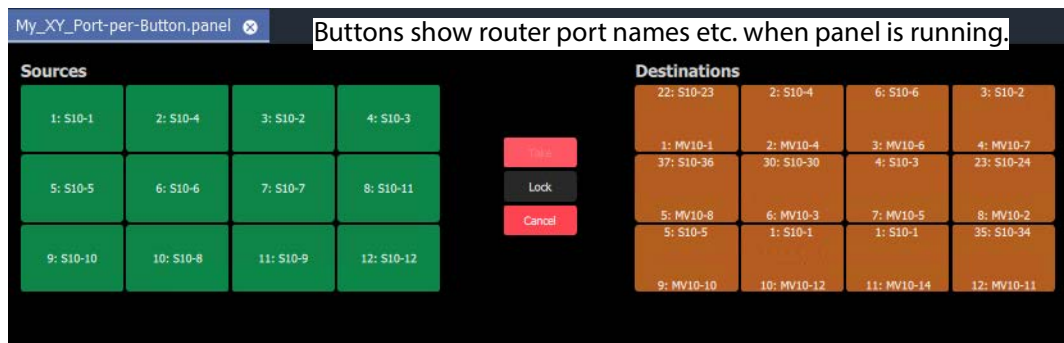 My_XY_Port-per-Button.panel
Buttons show router port names etc. when panel is running.
Sources
1: S10-1 2: S10-4 3: S10-2 4: S10-3
5: S10-5 6: S10-6 7: S10-7 8: S10-11
9: S10-10 10: S10-8 11: S10-9 12: S10-12
Take
Lock
Cancel
Destinations
22: S10-23 2: S10-4 6: S10-6 3: S10-2
1: MV10-1 2: MV10-4 3: MV10-6 4: MV10-7
37: S10-36 30: S10-30 4: S10-3 23: S10-24
5: MV10-8 6: MV10-3 7: MV10-5 8: MV10-2
5: S10-5 1: S10-1 1: S10-1 35: S10-34
9: MV10-10 10: MV10-12 11: MV10-14 12: MV10-11